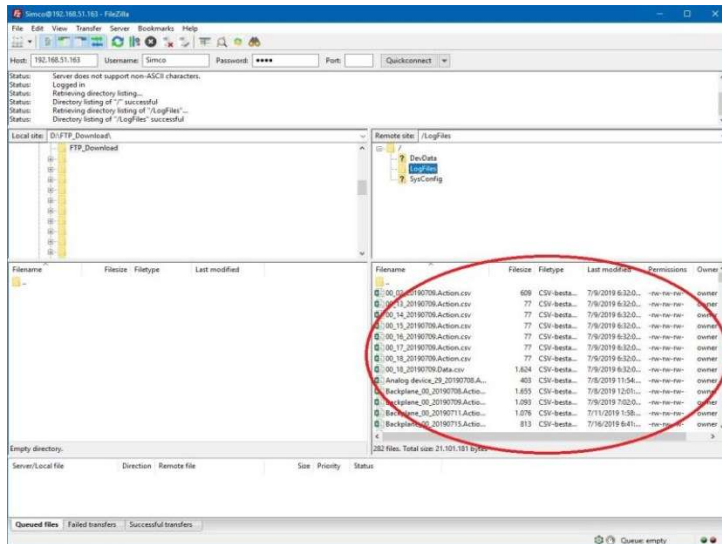 Simco@192.168.51.163 - FileZilla
File Edit View Transfer Server Bookmarks Help
Host: 192.168.51.163 Username: Simco Password: •••• Port: Quickconnect
Status: Server does not support non-ASCII characters.
Status: Logged in
Status: Retrieving directory listing...
Status: Directory listing of "/" successful
Status: Retrieving directory listing of "/LogFiles"...
Status: Directory listing of "/LogFiles" successful
Local site: D:\FTP_Download\
FTP_Download
Remote site: /LogFiles
/
? DevData
LogFiles
? SysConfig
Filename Filesize Filetype Last modified
..
Empty directory.
Filename Filesize Filetype Last modified Permissions Owner
..
00_02_20190709.Action.csv 609 CSV-besta... 7/9/2019 6:32:0... -rw-rw-rw- owner
00_13_20190709.Action.csv 77 CSV-besta... 7/9/2019 6:32:0... -rw-rw-rw- owner
00_14_20190709.Action.csv 77 CSV-besta... 7/9/2019 6:32:0... -rw-rw-rw- owner
00_15_20190709.Action.csv 77 CSV-besta... 7/9/2019 6:32:0... -rw-rw-rw- owner
00_16_20190709.Action.csv 77 CSV-besta... 7/9/2019 6:32:0... -rw-rw-rw- owner
00_17_20190709.Action.csv 77 CSV-besta... 7/9/2019 6:32:0... -rw-rw-rw- owner
00_18_20190709.Action.csv 77 CSV-besta... 7/9/2019 6:32:0... -rw-rw-rw- owner
00_18_20190709.Data.csv 1.624 CSV-besta... 7/9/2019 6:32:0... -rw-rw-rw- owner
Analog device_29_20190708.A... 403 CSV-besta... 7/8/2019 11:54:... -rw-rw-rw- owner
Backplane_00_20190708.Actio... 1.655 CSV-besta... 7/8/2019 12:01:... -rw-rw-rw- owner
Backplane_00_20190709.Actio... 1.093 CSV-besta... 7/9/2019 7:02:0... -rw-rw-rw- owner
Backplane_00_20190711.Actio... 1.076 CSV-besta... 7/11/2019 1:58:... -rw-rw-rw- owner
Backplane_00_20190715.Actio... 813 CSV-besta... 7/16/2019 6:41:... -rw-rw-rw- owner
282 files. Total size: 21.101.181 bytes
Server/Local file Direction Remote file Size Priority Status
Queued files Failed transfers Successful transfers
Queue: empty